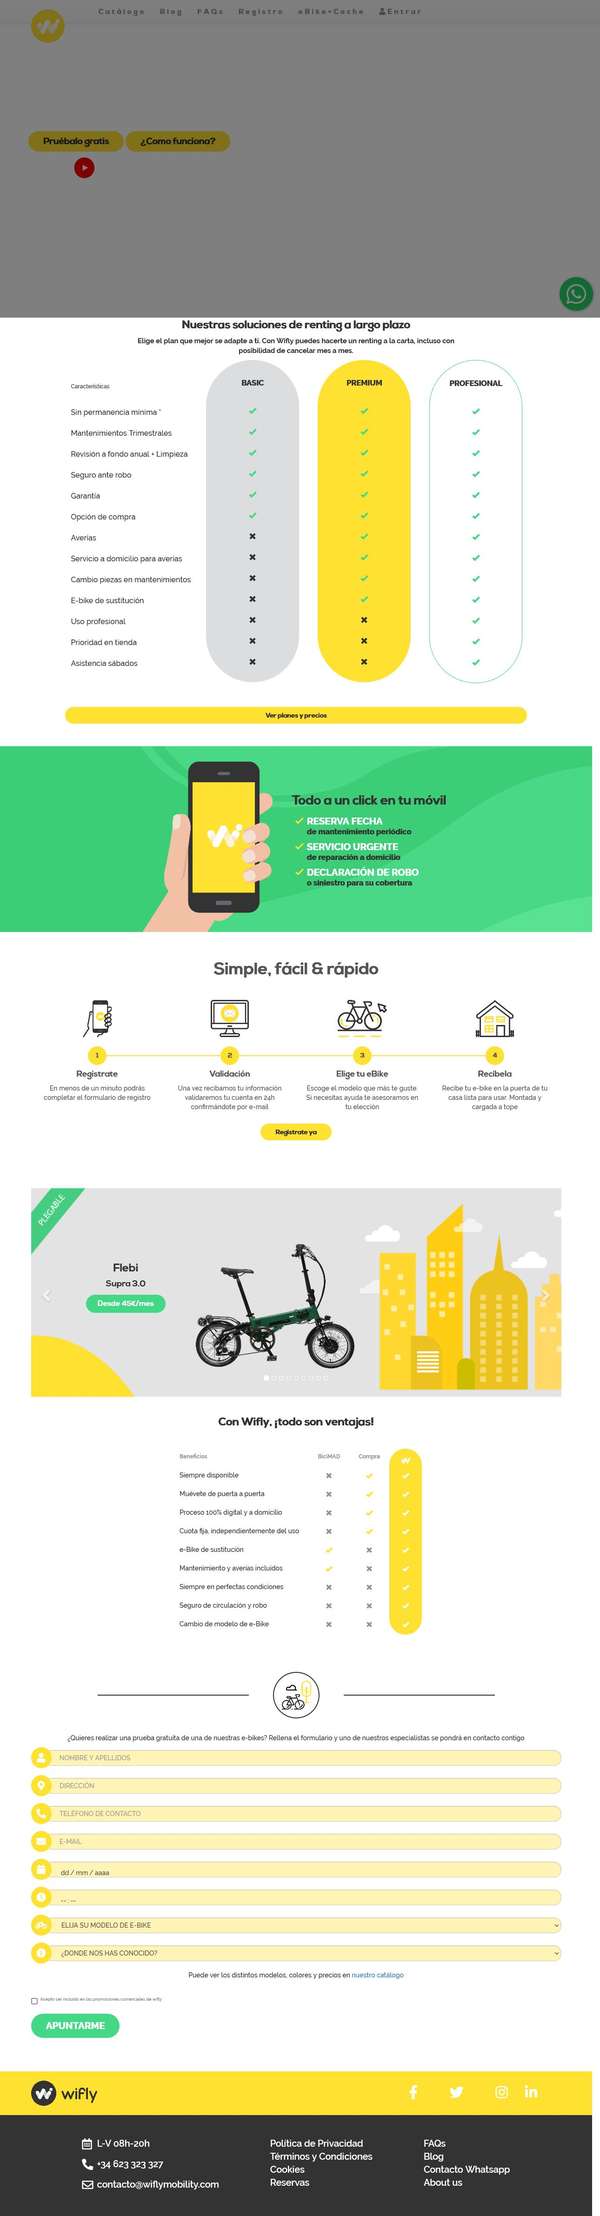 Catálogo Blog FAQs Registro eBike+Coche Entrar
Pruébalo gratis ¿Como funciona?
Nuestras soluciones de renting a largo plazo
Elige el plan que mejor se adapte a ti. Con Wifly puedes hacerte un renting a la carta, incluso con
posibilidad de cancelar mes a mes.
Características: BASIC PREMIUM PROFESIONAL
Sin permanencia mínima *
Mantenimientos Trimestrales
Revisión a fondo anual + Limpieza
Seguro ante robo
Garantía
Opción de compra
Averías
Servicio a domicilio para averías
Cambio piezas en mantenimientos
E-bike de sustitución
Uso profesional
Prioridad en tienda
Asistencia sábados
Ver planes y precios
Todo a un click en tu móvil
RESERVA FECHA
de mantenimiento periódico
SERVICIO URGENTE
de reparación a domicilio
DECLARACIÓN DE ROBO
o siniestro para su cobertura
Simple, fácil & rápido
1 2 3 4
Regístrate Validación Elige tu eBike Recíbela
En menos de un minuto podrás completar el formulario de registro
Una vez recibamos tu información validaremos tu cuenta en 24h confirmándote por e-mail
Escoge el modelo que más te guste. Si necesitas ayuda te asesoramos en tu elección
Recibe tu e-bike en la puerta de tu casa lista para usar. Montada y cargada a tope
Regístrate ya
PLEGABLE
Flebi
Supra 3.0
Desde 45€/mes
Con Wifly, ¡todo son ventajas!
Beneficios BiciMAD Compra
Siempre disponible
Muévete de puerta a puerta
Proceso 100% digital y a domicilio
Cuota fija, independientemente del uso
e-Bike de sustitución
Mantenimiento y averías incluidos
Siempre en perfectas condiciones
Seguro de circulación y robo
Cambio de modelo de e-Bike
¿Quieres realizar una prueba gratuita de una de nuestras e-bikes? Rellena el formulario y uno de nuestros especialistas se pondrá en contacto contigo
NOMBRE Y APELLIDOS
DIRECCIÓN
TELÉFONO DE CONTACTO
E-MAIL
dd / mm / aaaa
-- : --
ELIJA SU MODELO DE E-BIKE
¿DONDE NOS HAS CONOCIDO?
Puede ver los distintos modelos, colores y precios en nuestro catálogo
Acepto ser incluido en las promociones comerciales de wifly
APUNTARME
wifly
L-V 08h-20h
+34 623 323 327
contacto@wiflymobility.com
Política de Privacidad
Términos y Condiciones
Cookies
Reservas
FAQs
Blog
Contacto Whatsapp
About us